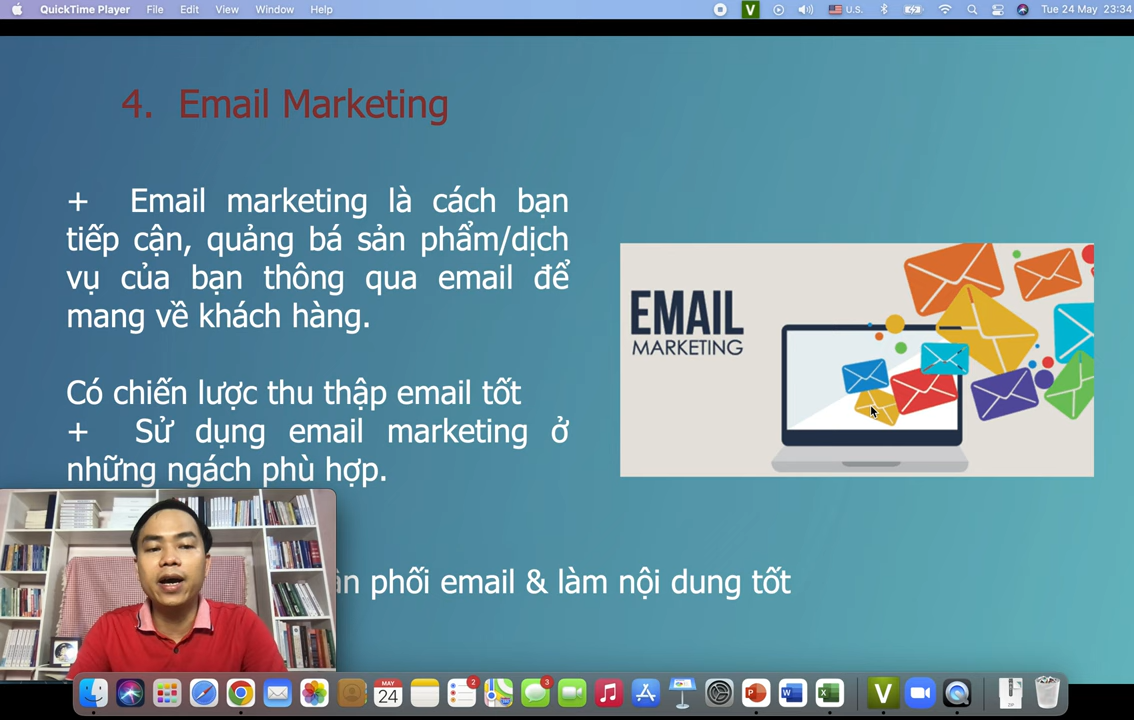 QuickTime Player File Edit View Window Help V U.S. Tue 24 May 23:34
4. Email Marketing
+ Email marketing là cách bạn
tiếp cận, quảng bá sản phẩm/dịch
vụ của bạn thông qua email để
mang về khách hàng.
EMAIL
MARKETING
Có chiến lược thu thập email tốt
+ Sử dụng email marketing ở
những ngách phù hợp.
phối email & làm nội dung tốt
MAY
24
2
3
P
W
X
V
ZIP